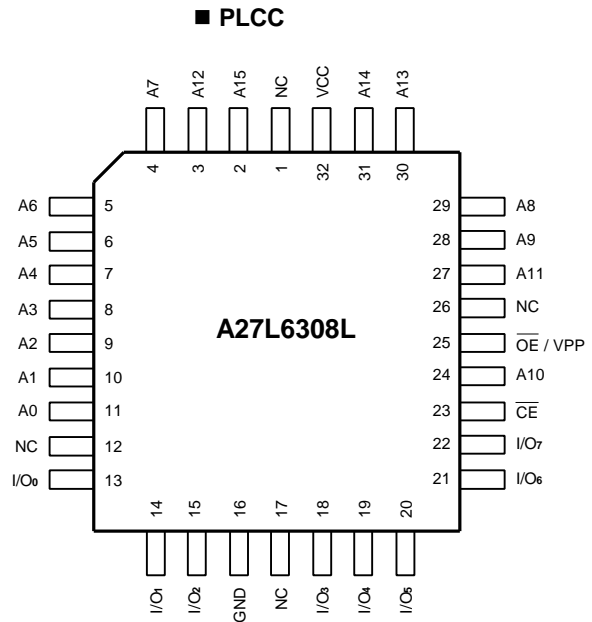 ■ PLCC
A7 A12 A15 NC VCC A14 A13
4 3 2 1 32 31 30
A6 5 29 A8
A5 6 28 A9
A4 7 27 A11
A3 8 26 NC
A27L6308L
A2 9 25 O̅E̅ / VPP
A1 10 24 A10
A0 11 23 C̅E̅
NC 12 22 I/O₇
I/O₀ 13 21 I/O₆
14 15 16 17 18 19 20
I/O₁ I/O₂ GND NC I/O₃ I/O₄ I/O₅